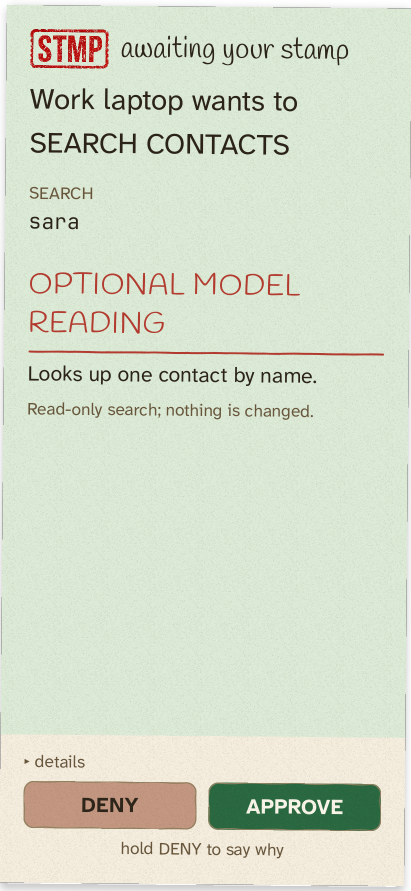 STMP awaiting your stamp
Work laptop wants to
SEARCH CONTACTS
SEARCH
sara
OPTIONAL MODEL
READING
Looks up one contact by name.
Read-only search; nothing is changed.
▸ details
DENY APPROVE
hold DENY to say why